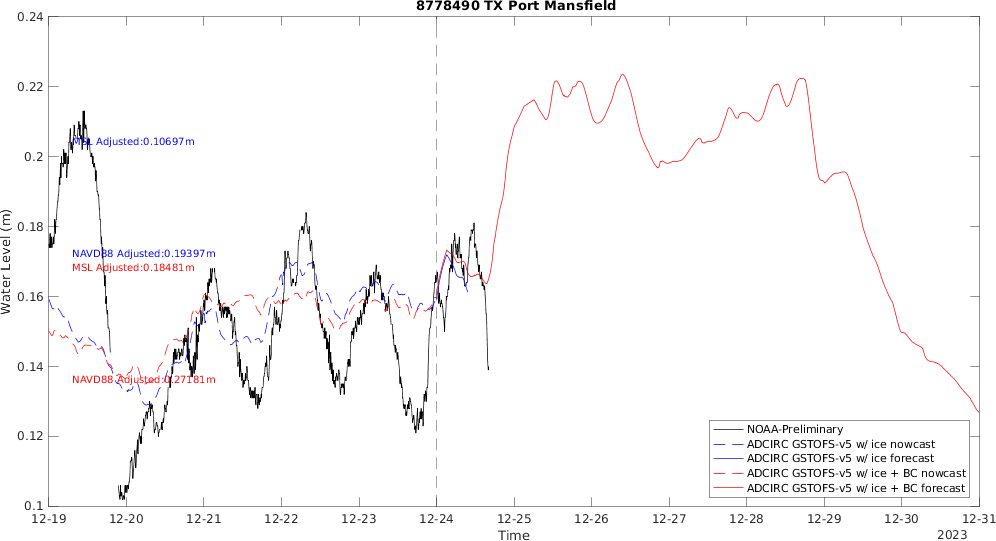 8778490 TX Port Mansfield
0.24
0.22
0.2
0.18
0.16
0.14
0.12
0.1
Water Level (m)
MSL Adjusted:0.10697m
NAVD88 Adjusted:0.19397m
MSL Adjusted:0.18481m
NAVD88 Adjusted:0.27181m
NOAA-Preliminary
ADCIRC GSTOFS-v5 w/ ice nowcast
ADCIRC GSTOFS-v5 w/ ice forecast
ADCIRC GSTOFS-v5 w/ ice + BC nowcast
ADCIRC GSTOFS-v5 w/ ice + BC forecast
12-19 12-20 12-21 12-22 12-23 12-24 12-25 12-26 12-27 12-28 12-29 12-30 12-31
Time
2023